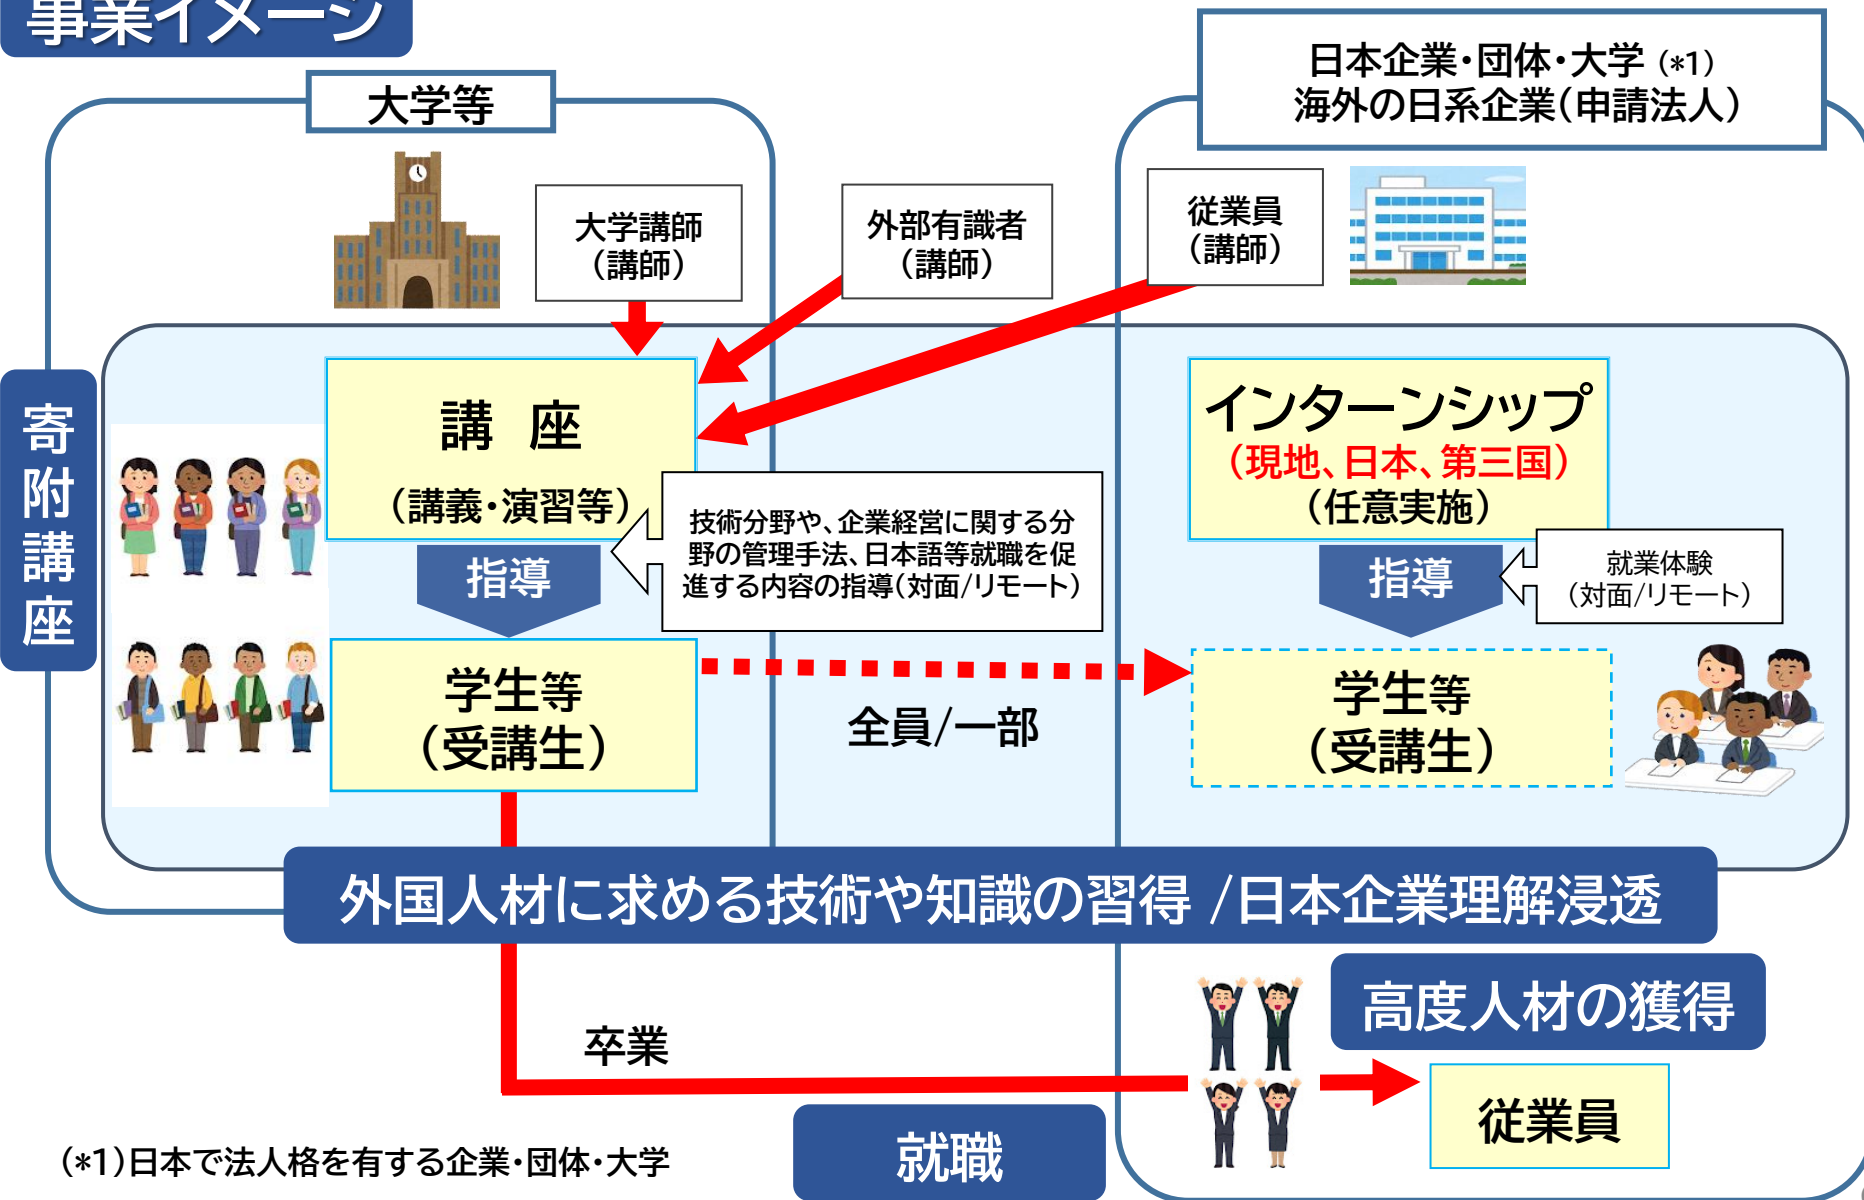 事業イメージ
大学等
日本企業・団体・大学 (*1)
海外の日系企業(申請法人)
大学講師
(講師)
外部有識者
(講師)
従業員
(講師)
寄附講座
講 座
(講義・演習等)
インターンシップ
(現地、日本、第三国)
(任意実施)
技術分野や、企業経営に関する分
野の管理手法、日本語等就職を促
進する内容の指導(対面/リモート)
指導
指導
就業体験
(対面/リモート)
学生等
(受講生)
全員/一部
学生等
(受講生)
外国人材に求める技術や知識の習得 /日本企業理解浸透
高度人材の獲得
卒業
従業員
就職
(*1)日本で法人格を有する企業・団体・大学